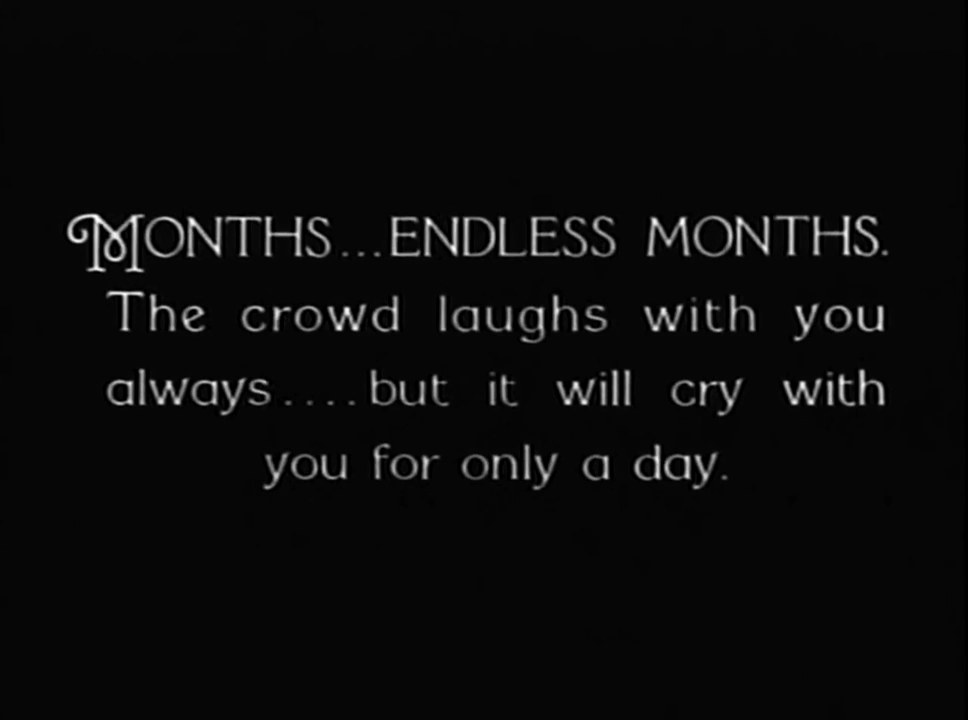 MONTHS...ENDLESS MONTHS.
The crowd laughs with you
always....but it will cry with
you for only a day.